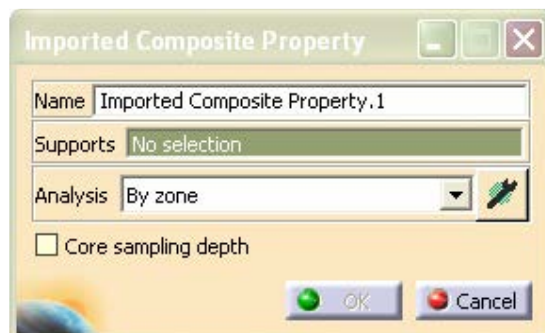 Imported Composite Property
Name Imported Composite Property.1
Supports No selection
Analysis By zone
Core sampling depth
OK Cancel